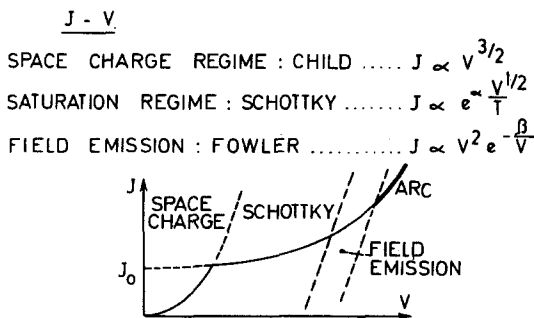 J - V
SPACE CHARGE REGIME : CHILD ..... J ∝ V^3/2
SATURATION REGIME : SCHOTTKY ...... J ∝ e^α V^1/2/T
FIELD EMISSION : FOWLER .......... J ∝ V^2 e^-β/V
J
SPACE CHARGE
SCHOTTKY
ARC
FIELD EMISSION
J₀
V